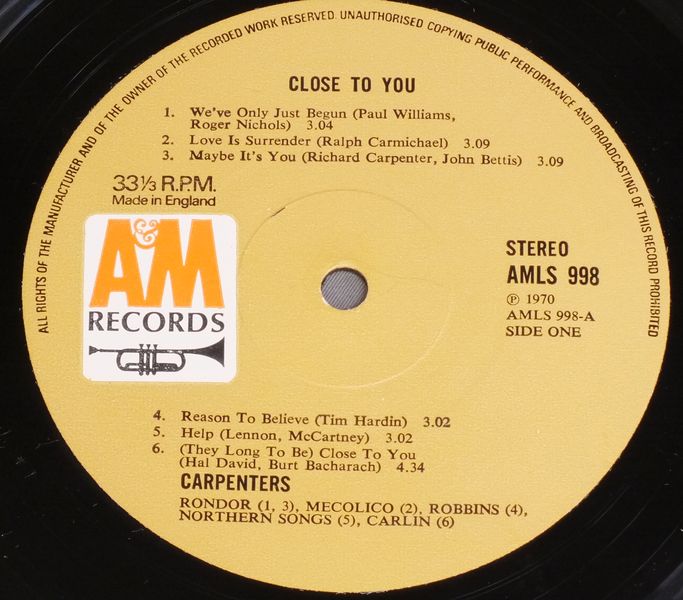 ALL RIGHTS OF THE MANUFACTURER AND OF THE OWNER OF THE RECORDED WORK RESERVED. UNAUTHORISED COPYING PUBLIC PERFORMANCE AND BROADCASTING OF THIS RECORD PROHIBITED
CLOSE TO YOU
1. We've Only Just Begun (Paul Williams,
Roger Nichols) 3.04
2. Love Is Surrender (Ralph Carmichael) 3.09
3. Maybe It's You (Richard Carpenter, John Bettis) 3.09
33⅓ R.P.M.
Made in England
A&M
RECORDS
STEREO
AMLS 998
℗ 1970
AMLS 998-A
SIDE ONE
4. Reason To Believe (Tim Hardin) 3.02
5. Help (Lennon, McCartney) 3.02
6. (They Long To Be) Close To You
(Hal David, Burt Bacharach) 4.34
CARPENTERS
RONDOR (1, 3), MECOLICO (2), ROBBINS (4),
NORTHERN SONGS (5), CARLIN (6)